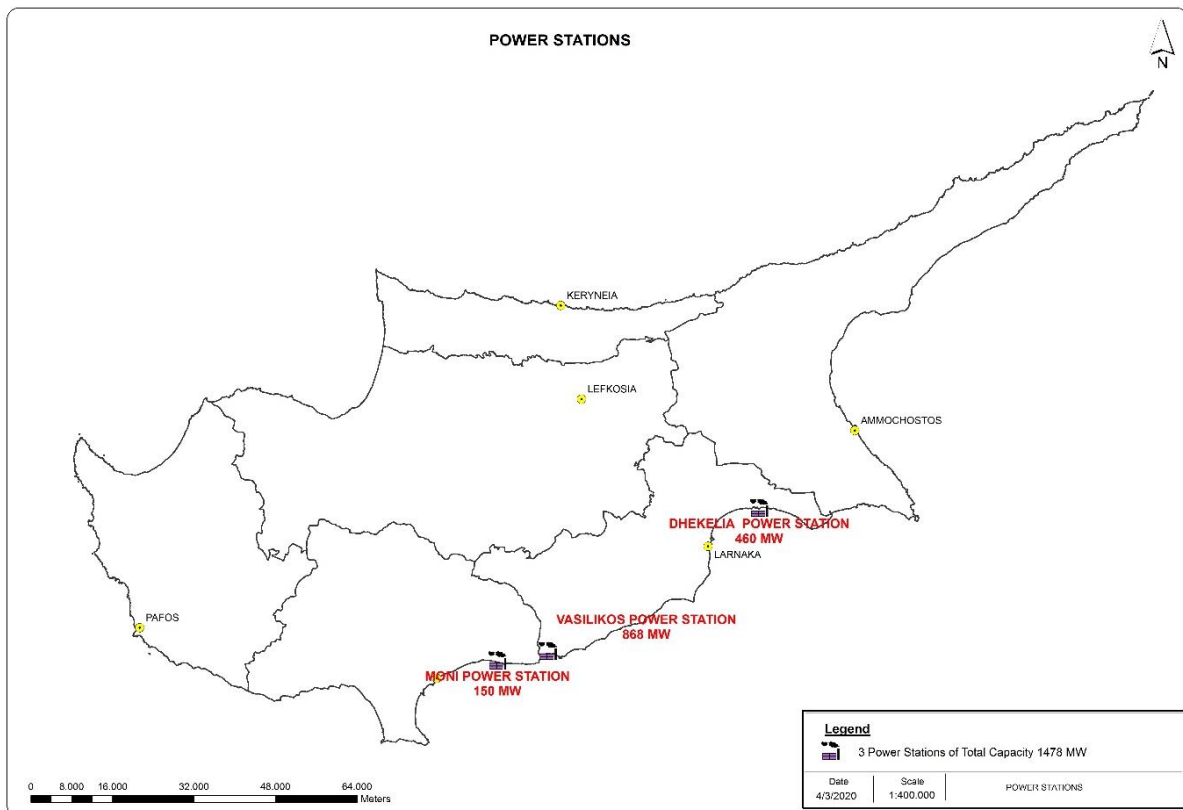 POWER STATIONS
N
KERYNEIA
LEFKOSIA
AMMOCHOSTOS
DHEKELIA POWER STATION
460 MW
LARNAKA
PAFOS
VASILIKOS POWER STATION
868 MW
MONI POWER STATION
150 MW
Legend
3 Power Stations of Total Capacity 1478 MW
Date
4/3/2020
Scale
1:400.000
POWER STATIONS
0 8.000 16.000 32.000 48.000 64.000
Meters